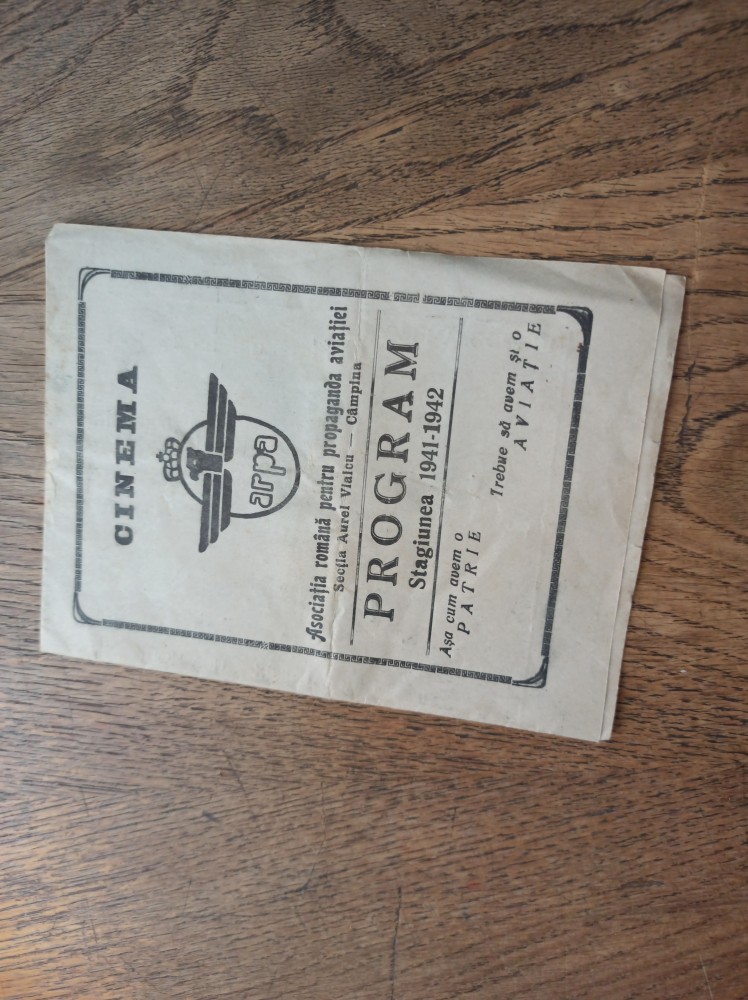 CINEMA
arpa
Asociația română pentru propaganda aviației
Secția Aurel Vlaicu — Câmpina
PROGRAM
Stagiunea 1941-1942
Așa cum avem o
PATRIE
Trebue să avem și o
AVIAȚIE